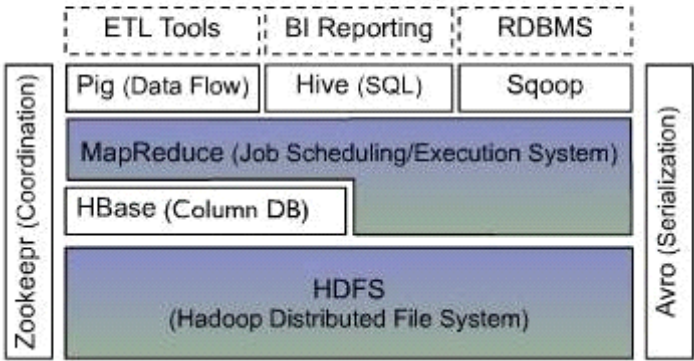 ETL Tools
BI Reporting
RDBMS
Zookeepr (Coordination)
Pig (Data Flow)
Hive (SQL)
Sqoop
Avro (Serialization)
MapReduce (Job Scheduling/Execution System)
HBase (Column DB)
HDFS
(Hadoop Distributed File System)